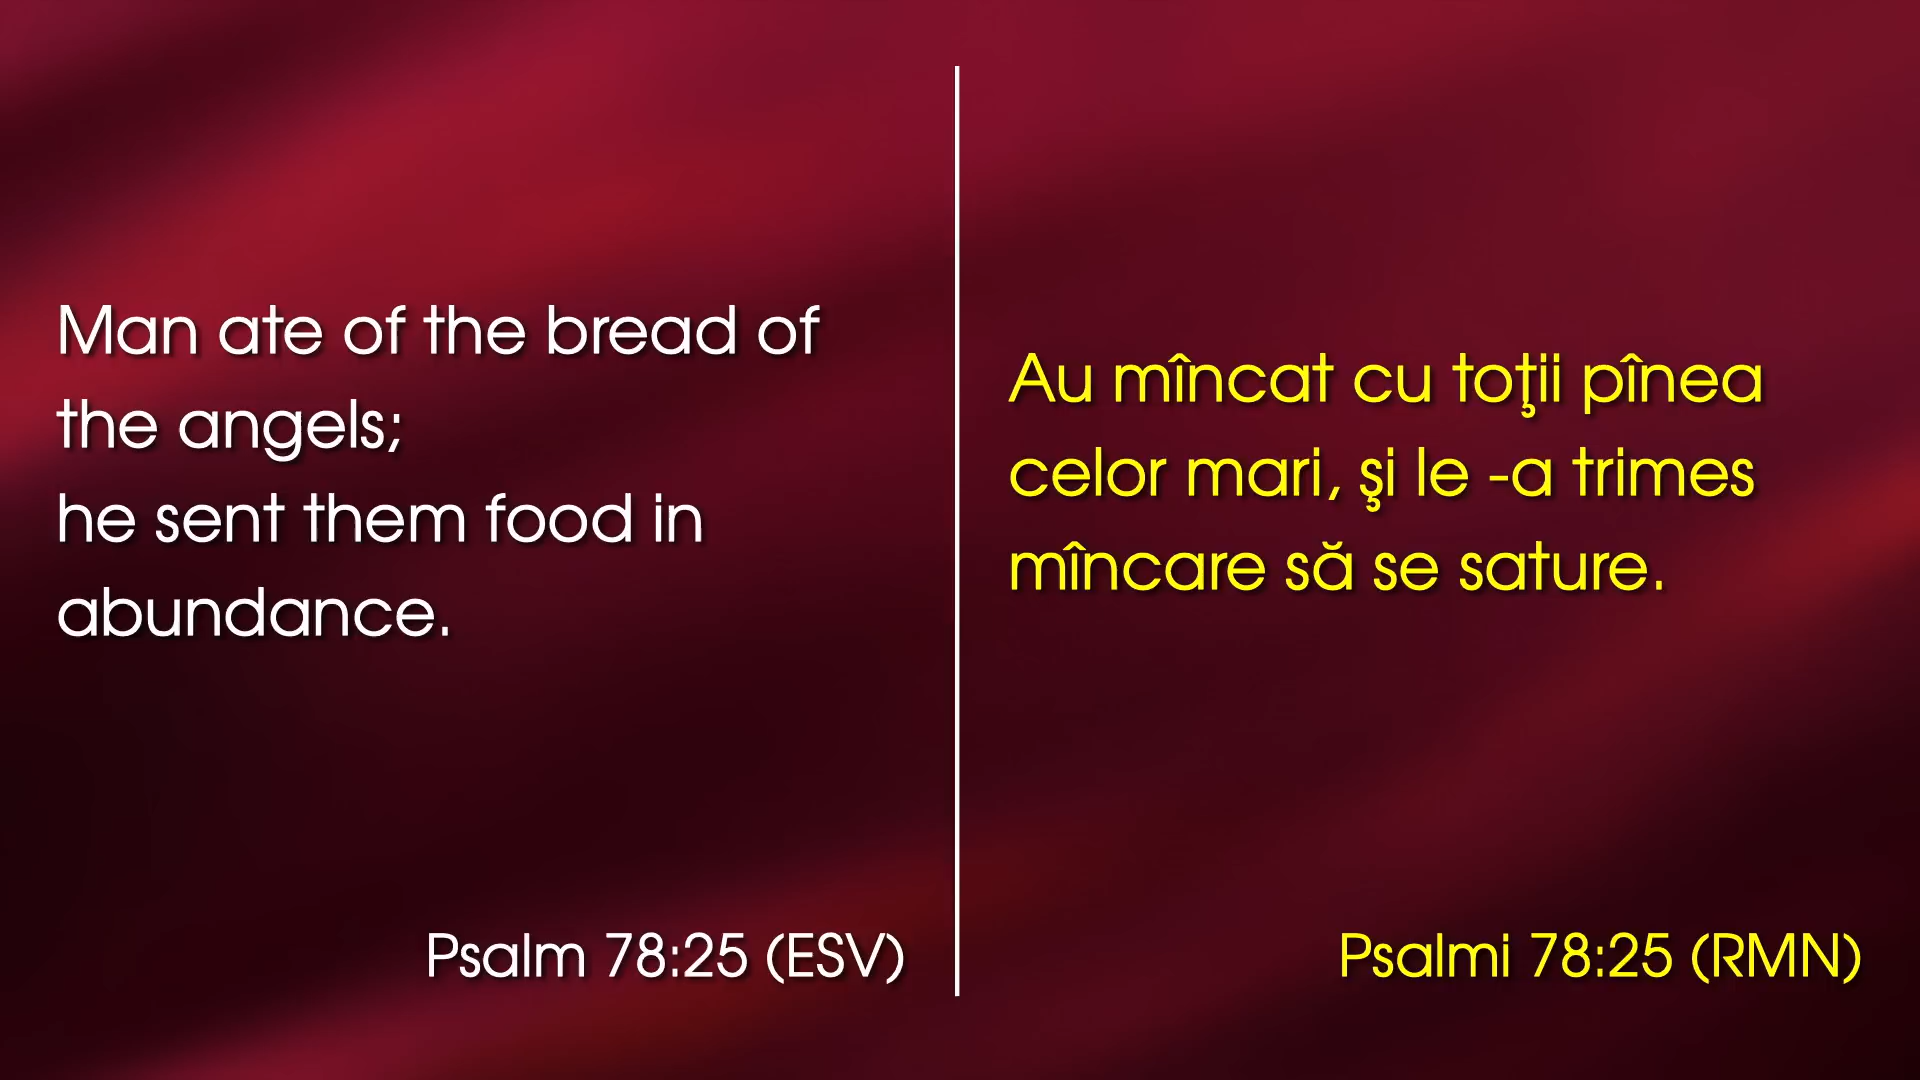 Man ate of the bread of
the angels;
he sent them food in
abundance.
Psalm 78:25 (ESV)
Au mîncat cu toţii pînea
celor mari, şi le -a trimes
mîncare să se sature.
Psalmi 78:25 (RMN)